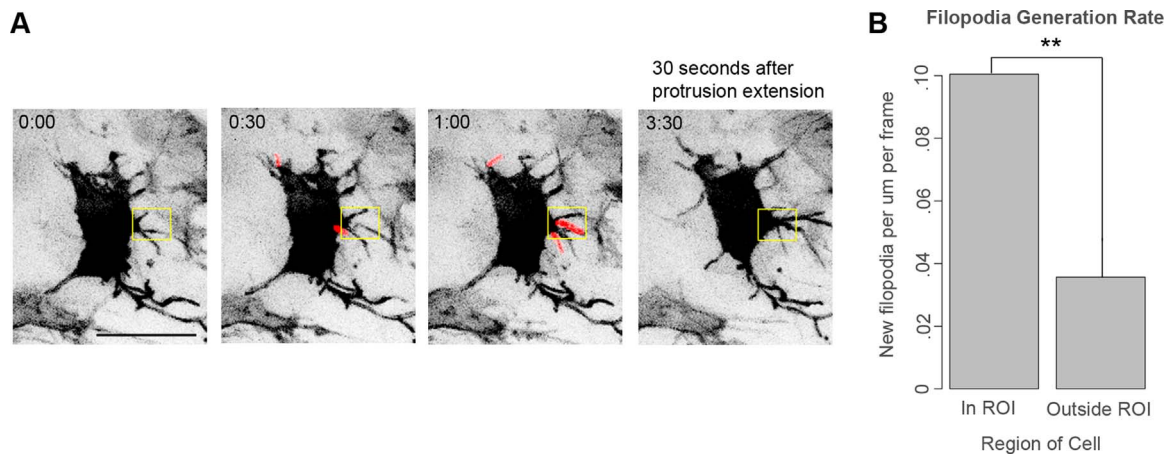 A
30 seconds after
protrusion extension
0:00
0:30
1:00
3:30
B
Filopodia Generation Rate
**
New filopodia per um per frame
.10
.08
.06
.04
.02
0
In ROI
Outside ROI
Region of Cell